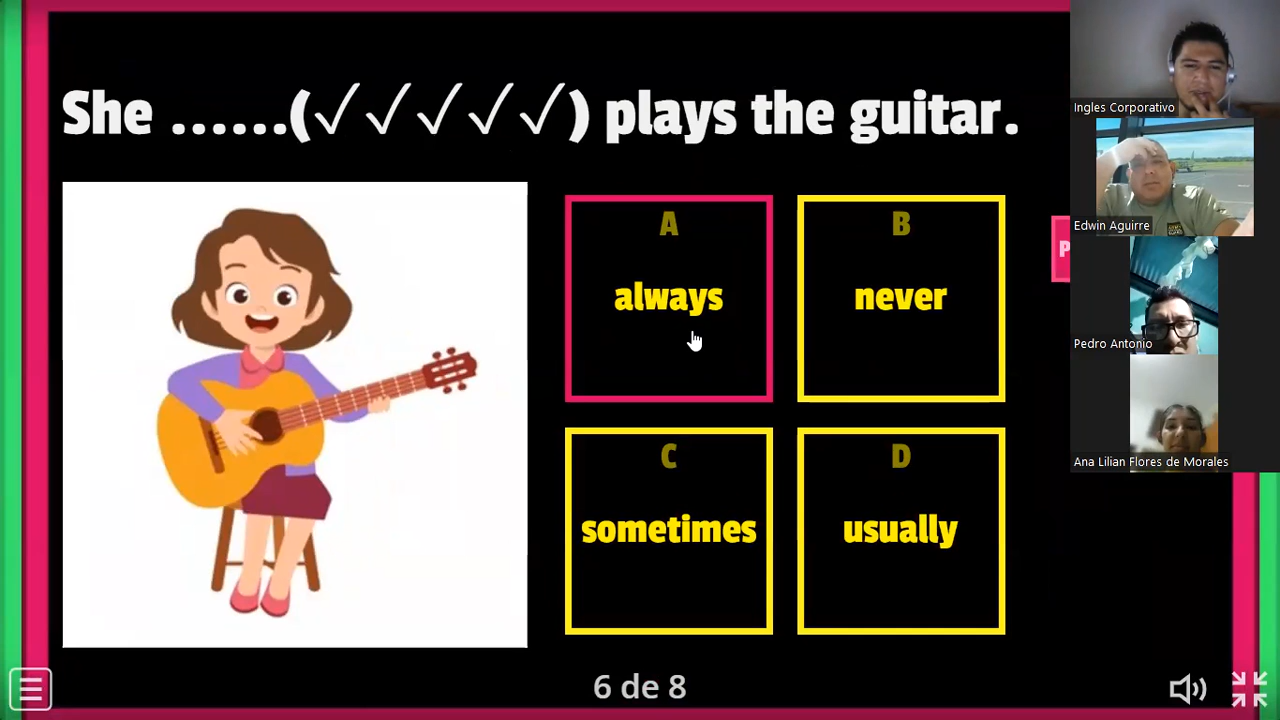 She ......(✓✓✓✓✓) plays the guitar.
A
always
B
never
C
sometimes
D
usually
6 de 8
P
Ingles Corporativo
Edwin Aguirre
Pedro Antonio
Ana Lilian Flores de Morales